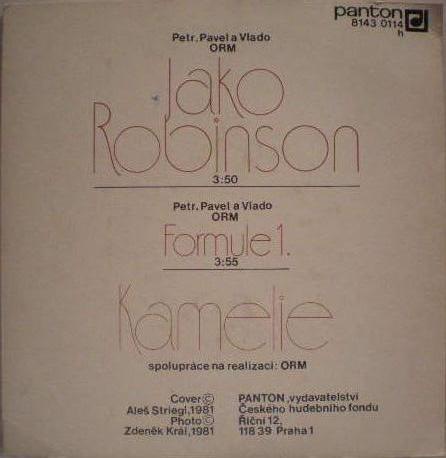 panton
8143 0114
h
Petr, Pavel a Vlado
ORM
Jako
Robinson
3:50
Petr, Pavel a Vlado
ORM
Formule 1.
3:55
Kamelie
spolupráce na realizaci: ORM
Cover ©
Aleš Striegl, 1981
Photo ©
Zdeněk Král, 1981
PANTON, vydavatelství
Českého hudebního fondu
Říční 12,
118 39 Praha 1